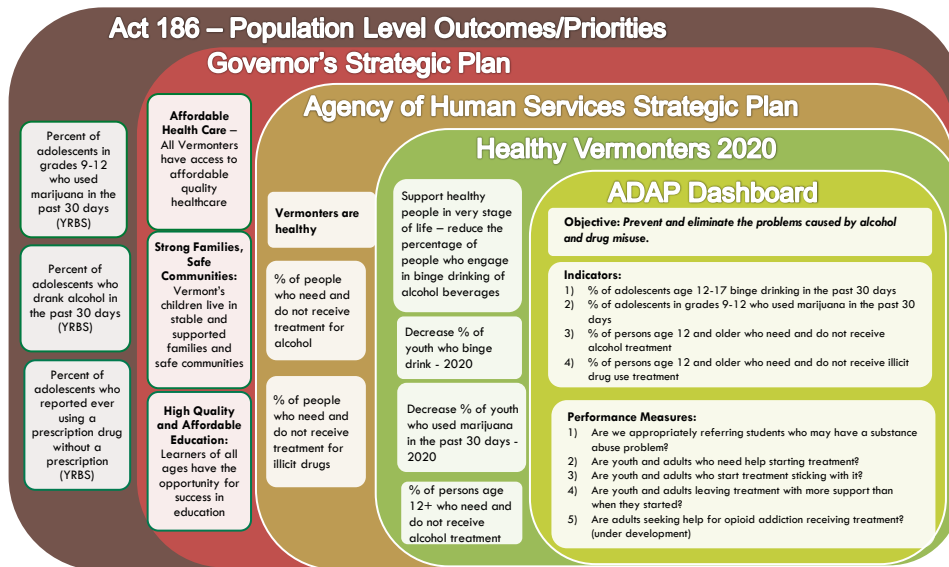 Act 186 – Population Level Outcomes/Priorities
Governor's Strategic Plan
Agency of Human Services Strategic Plan
Healthy Vermonters 2020
ADAP Dashboard
Percent of
adolescents in
grades 9-12
who used
marijuana in the
past 30 days
(YRBS)
Percent of
adolescents who
drank alcohol in
the past 30 days
(YRBS)
Percent of
adolescents who
reported ever
using a
prescription drug
without a
prescription
(YRBS)
Affordable
Health Care –
All Vermonters
have access to
affordable
quality
healthcare
Strong Families,
Safe
Communities:
Vermont's
children live in
stable and
supported
families and
safe communities
High Quality
and Affordable
Education:
Learners of all
ages have the
opportunity for
success in
education
Vermonters are
healthy
% of people
who need and
do not receive
treatment for
alcohol
% of people
who need and
do not receive
treatment for
illicit drugs
Support healthy
people in very stage
of life – reduce the
percentage of
people who engage
in binge drinking of
alcohol beverages
Decrease % of
youth who binge
drink - 2020
Decrease % of youth
who used marijuana
in the past 30 days -
2020
% of persons age
12+ who need and
do not receive
alcohol treatment
Objective: Prevent and eliminate the problems caused by alcohol
and drug misuse.
Indicators:
1) % of adolescents age 12-17 binge drinking in the past 30 days
2) % of adolescents in grades 9-12 who used marijuana in the past 30
days
3) % of persons age 12 and older who need and do not receive
alcohol treatment
4) % of persons age 12 and older who need and do not receive illicit
drug use treatment
Performance Measures:
1) Are we appropriately referring students who may have a substance
abuse problem?
2) Are youth and adults who need help starting treatment?
3) Are youth and adults who start treatment sticking with it?
4) Are youth and adults leaving treatment with more support than
when they started?
5) Are adults seeking help for opioid addiction receiving treatment?
(under development)